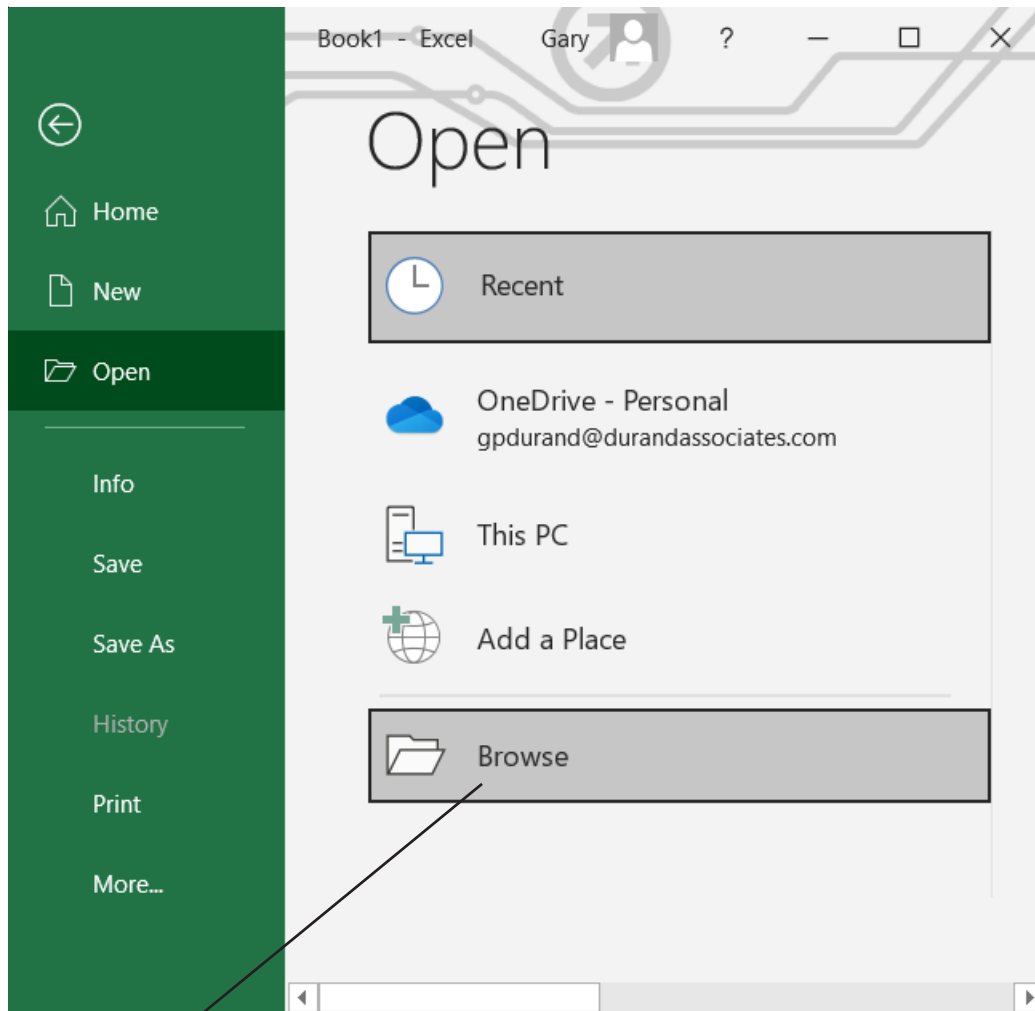 Book1 - Excel Gary ?
Open
Home
New
Open
Info
Save
Save As
History
Print
More...
Recent
OneDrive - Personal
gpdurand@durandassociates.com
This PC
Add a Place
Browse